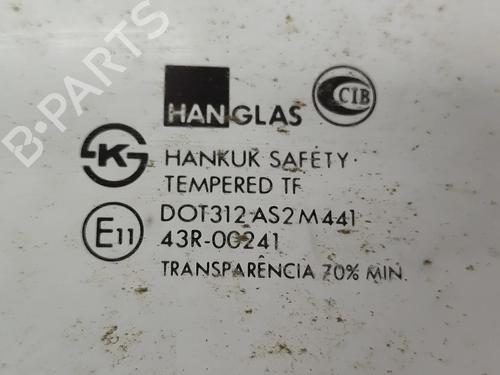 B-PARTS
HANGLAS
CIB
K
HANKUK SAFETY
TEMPERED TF
E11
DOT312 AS2 M441
43R-00241
TRANSPARÊNCIA 70% MIN.